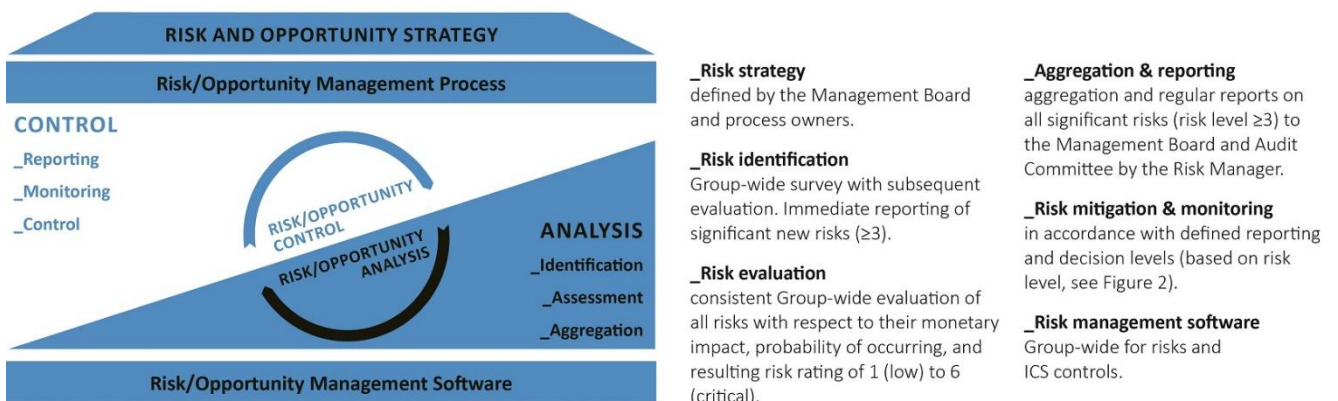 RISK AND OPPORTUNITY STRATEGY
Risk/Opportunity Management Process
CONTROL
_Reporting
_Monitoring
_Control
RISK/OPPORTUNITY
CONTROL
RISK/OPPORTUNITY
ANALYSIS
ANALYSIS
_Identification
_Assessment
_Aggregation
Risk/Opportunity Management Software
_Risk strategy
defined by the Management Board
and process owners.
_Risk identification
Group-wide survey with subsequent
evaluation. Immediate reporting of
significant new risks (≥3).
_Risk evaluation
consistent Group-wide evaluation of
all risks with respect to their monetary
impact, probability of occurring, and
resulting risk rating of 1 (low) to 6
(critical).
_Aggregation & reporting
aggregation and regular reports on
all significant risks (risk level ≥3) to
the Management Board and Audit
Committee by the Risk Manager.
_Risk mitigation & monitoring
in accordance with defined reporting
and decision levels (based on risk
level, see Figure 2).
_Risk management software
Group-wide for risks and
ICS controls.